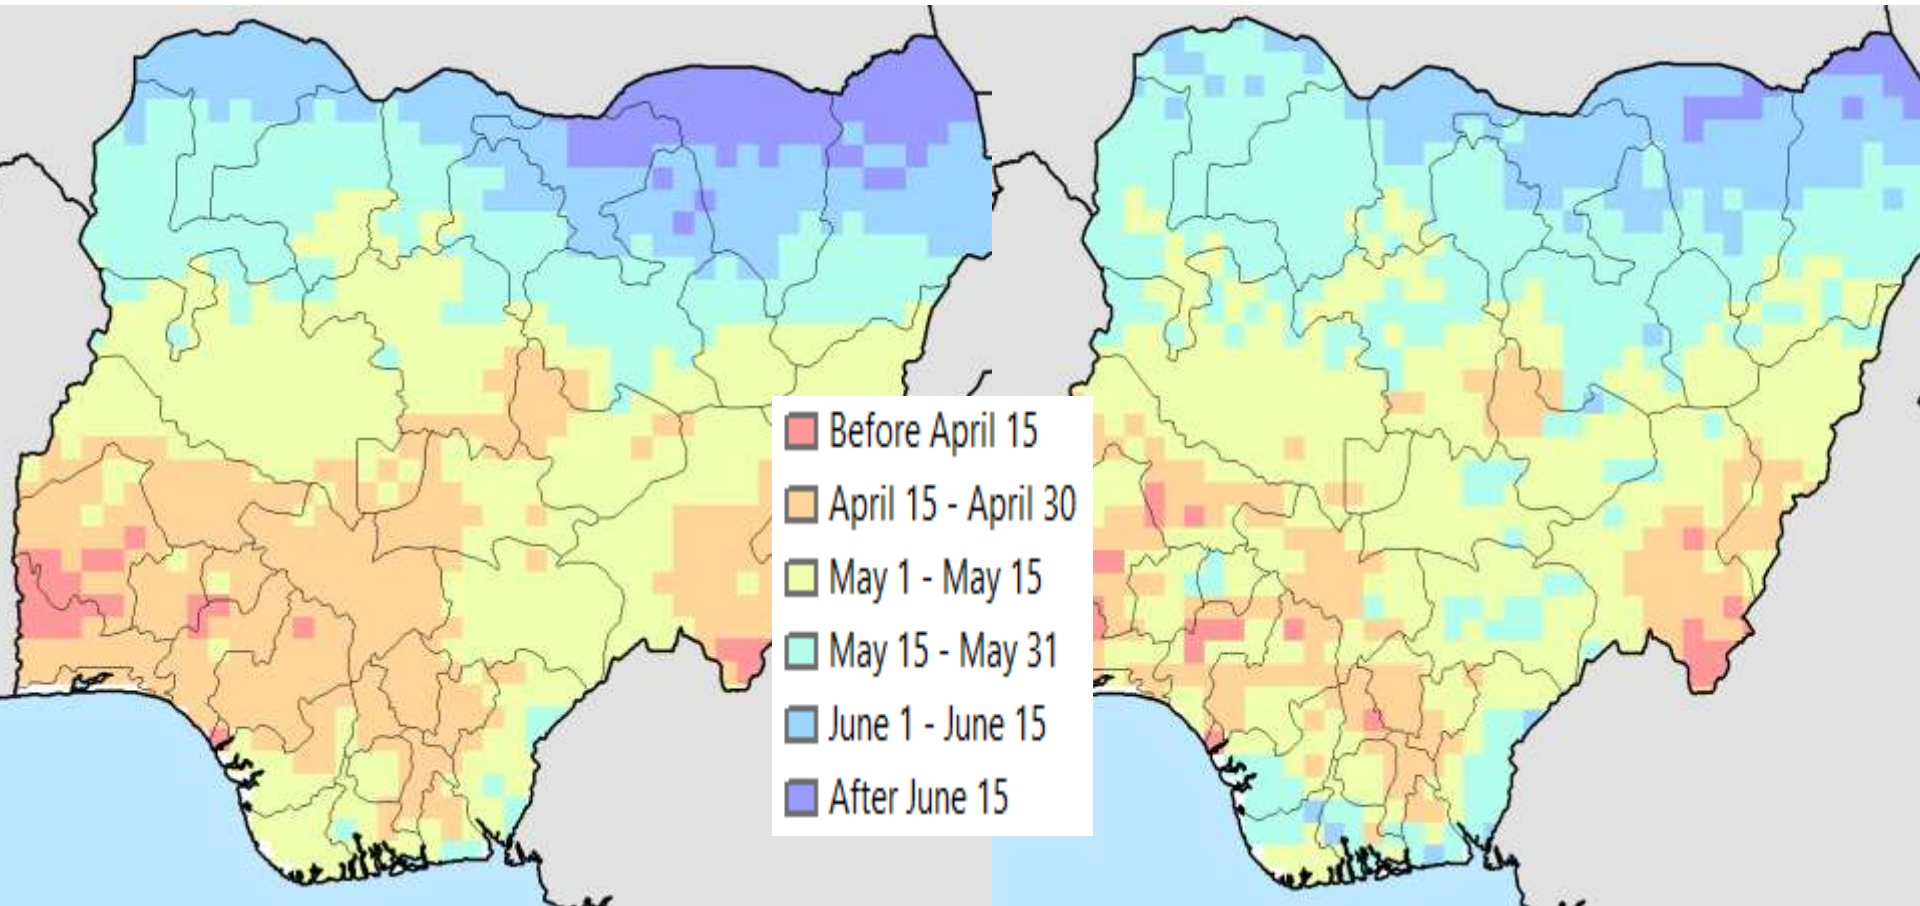 Before April 15
April 15 - April 30
May 1 - May 15
May 15 - May 31
June 1 - June 15
After June 15